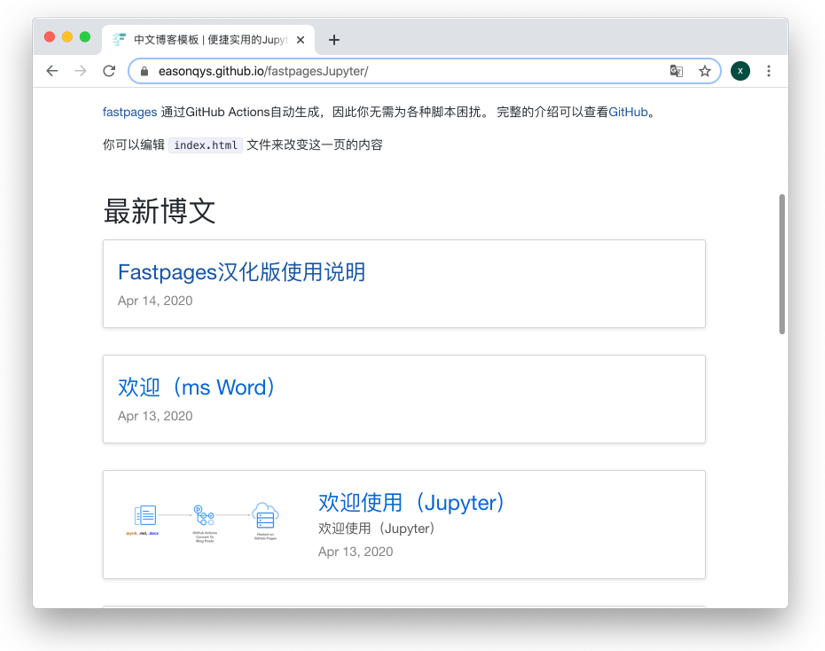 中文博客模板 | 便捷实用的Jupyt
easonqys.github.io/fastpagesJupyter/
X
fastpages 通过GitHub Actions自动生成，因此你无需为各种脚本困扰。 完整的介绍可以查看GitHub。
你可以编辑 index.html 文件来改变这一页的内容
最新博文
Fastpages汉化版使用说明
Apr 14, 2020
欢迎（ms Word）
Apr 13, 2020
欢迎使用（Jupyter）
欢迎使用（Jupyter）
Apr 13, 2020
.ipynb, .md, .docx
GitHub Actions
Convert To
Blog Posts
Hosted on
GitHub Pages